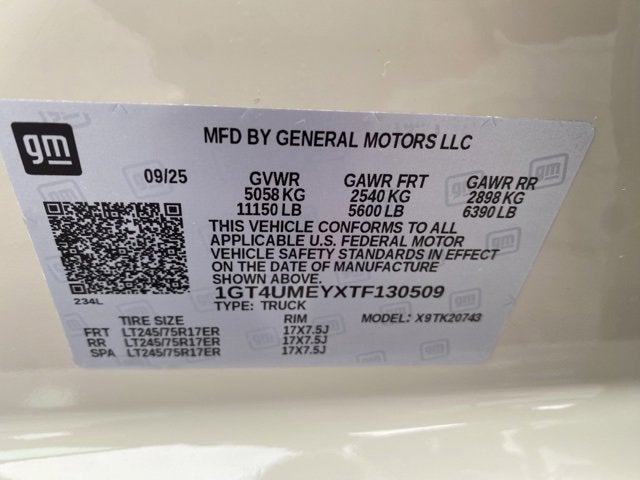 gm
MFD BY GENERAL MOTORS LLC
09/25 GVWR GAWR FRT GAWR RR
5058 KG 2540 KG 2898 KG
11150 LB 5600 LB 6390 LB
THIS VEHICLE CONFORMS TO ALL
APPLICABLE U.S. FEDERAL MOTOR
VEHICLE SAFETY STANDARDS IN EFFECT
ON THE DATE OF MANUFACTURE
SHOWN ABOVE.
234L
1GT4UMEYXTF130509
TYPE: TRUCK MODEL: X9TK20743
TIRE SIZE RIM
FRT LT245/75R17ER 17X7.5J
RR LT245/75R17ER 17X7.5J
SPA LT245/75R17ER 17X7.5J